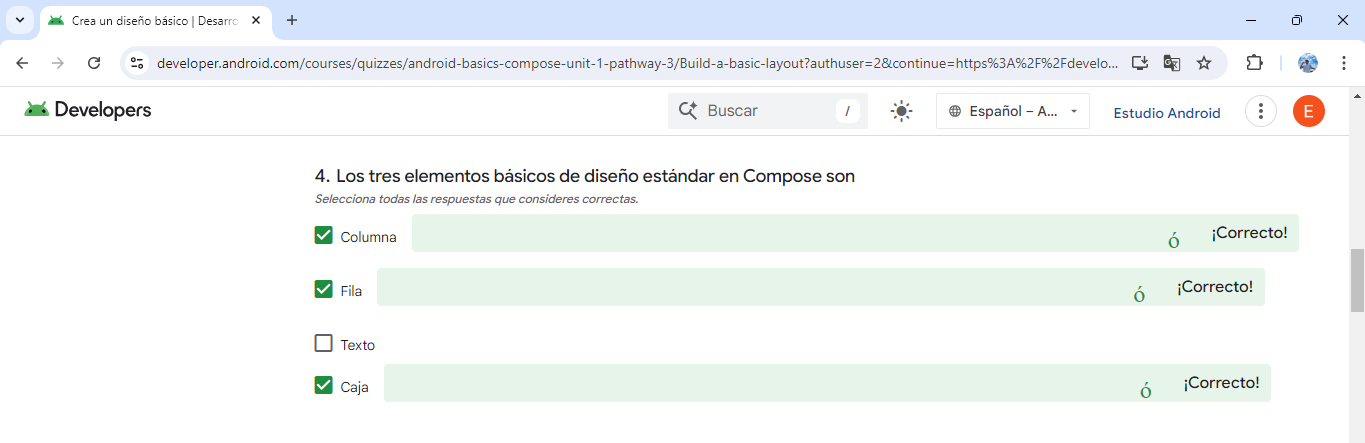 Crea un diseño básico | Desarro
developer.android.com/courses/quizzes/android-basics-compose-unit-1-pathway-3/Build-a-basic-layout?authuser=2&continue=https%3A%2F%2Fdevelo...
Developers
Buscar
/
Español – A...
Estudio Android
E
4. Los tres elementos básicos de diseño estándar en Compose son
Selecciona todas las respuestas que consideres correctas.
Columna ó ¡Correcto!
Fila ó ¡Correcto!
Texto
Caja ó ¡Correcto!